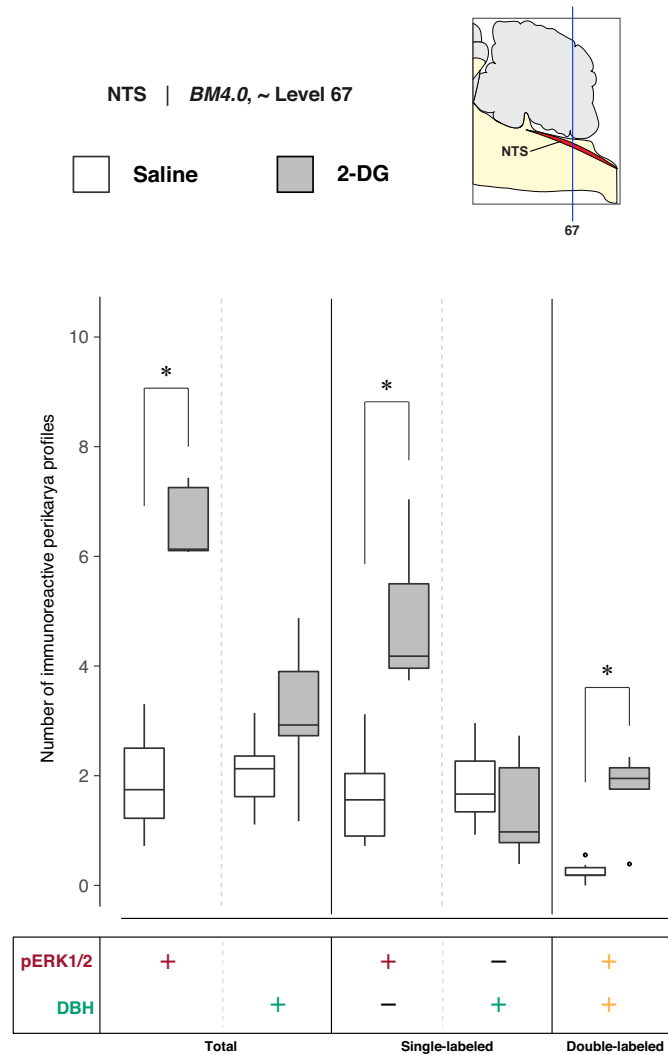 NTS | BM4.0, ~ Level 67
Saline
2-DG
NTS
67
Number of immunoreactive perikarya profiles
10
8
6
4
2
0
*
*
*
pERK1/2 + + − +
DBH + − + +
Total Single-labeled Double-labeled